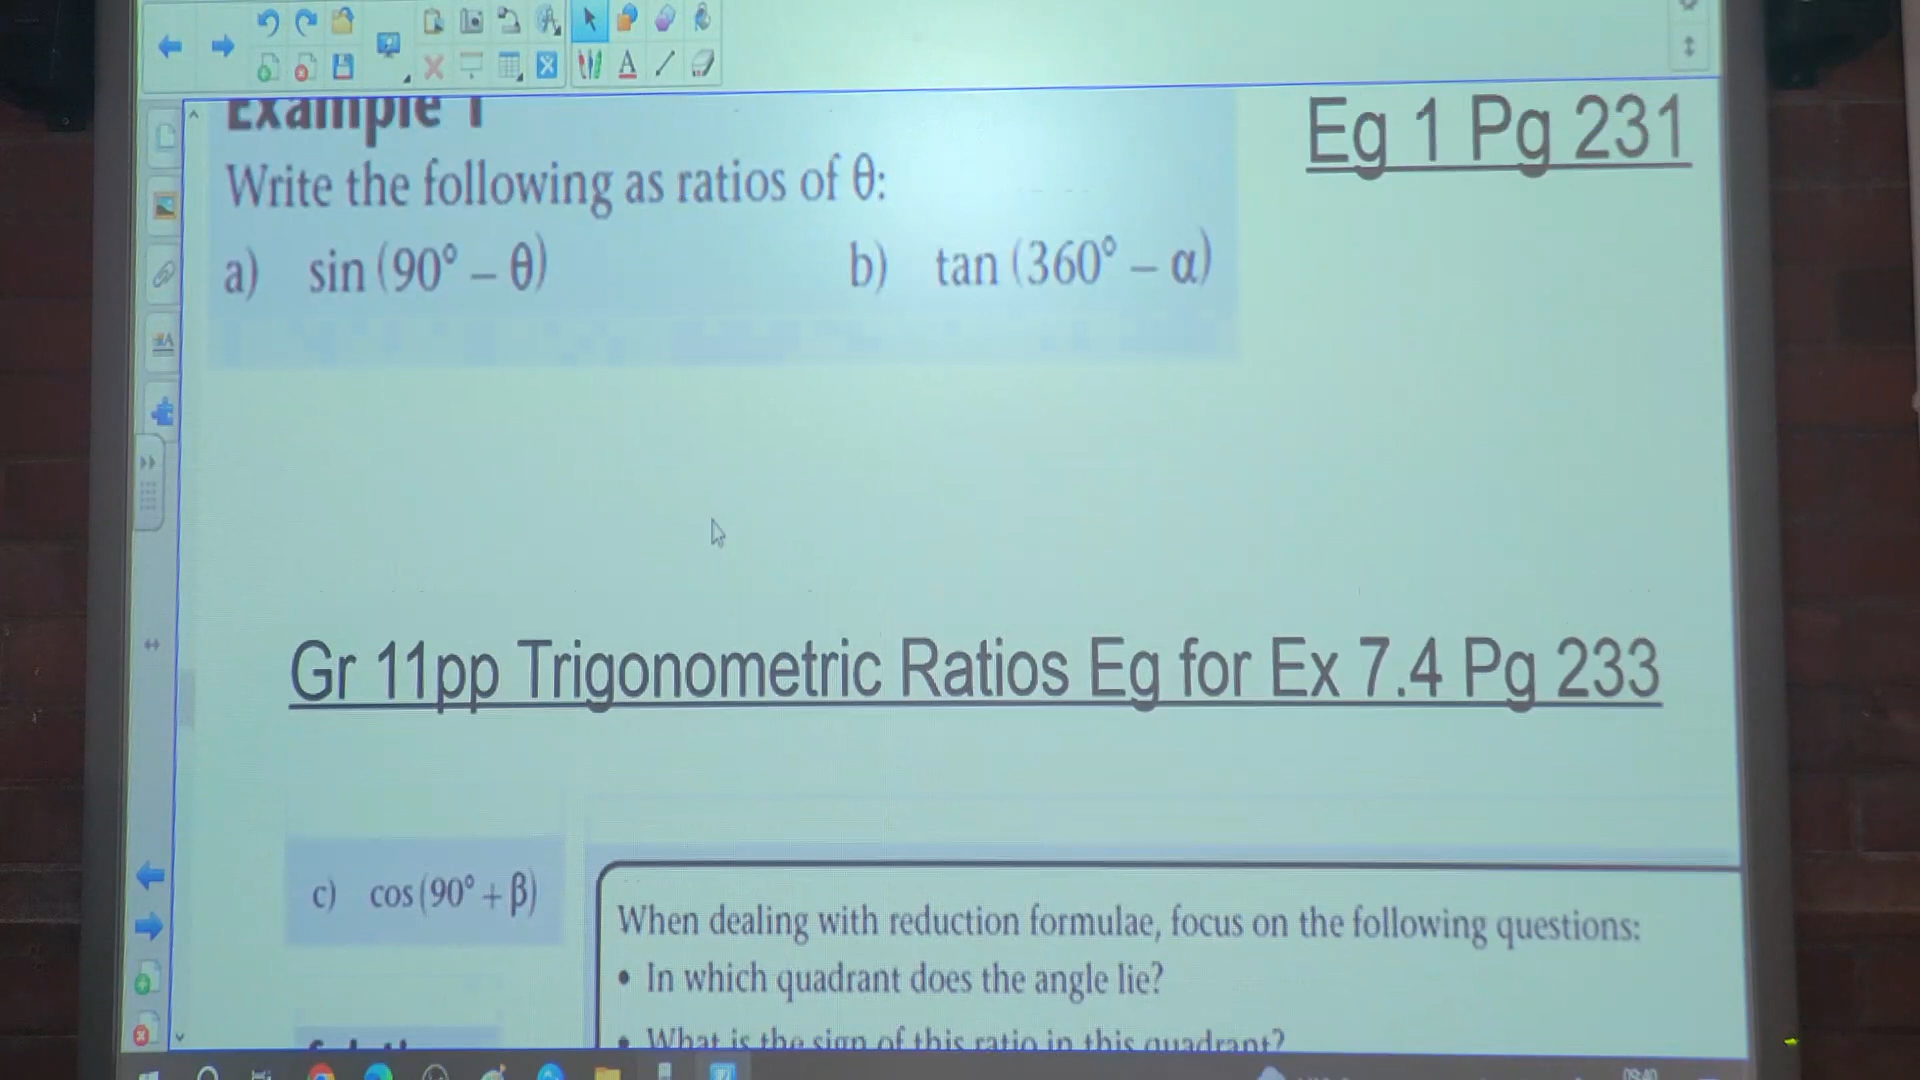 Example 1
Eg 1 Pg 231
Write the following as ratios of θ:
a) sin (90° – θ) b) tan (360° – α)
Gr 11pp Trigonometric Ratios Eg for Ex 7.4 Pg 233
c) cos (90° + β)
When dealing with reduction formulae, focus on the following questions:
• In which quadrant does the angle lie?
• What is the sign of this ratio in this quadrant?